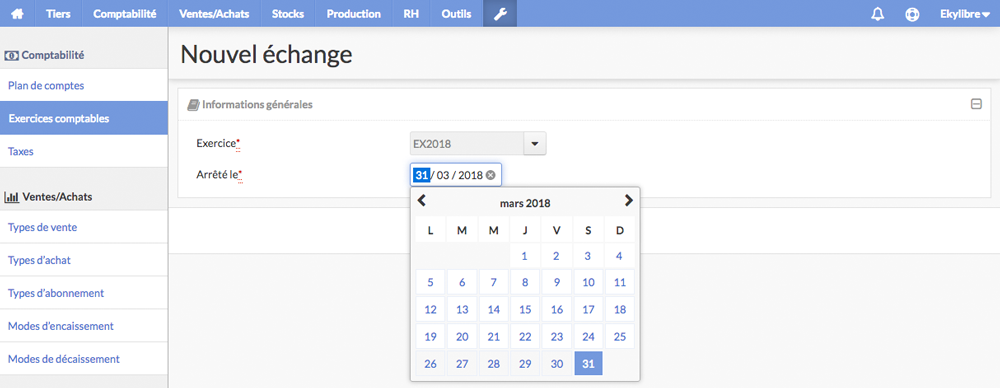 Tiers Comptabilité Ventes/Achats Stocks Production RH Outils Ekylibre
Comptabilité
Plan de comptes
Exercices comptables
Taxes
Ventes/Achats
Types de vente
Types d'achat
Types d'abonnement
Modes d'encaissement
Modes de décaissement
Nouvel échange
Informations générales
Exercice* EX2018
Arrêté le* 31/ 03 / 2018
mars 2018
L M M J V S D
1 2 3 4
5 6 7 8 9 10 11
12 13 14 15 16 17 18
19 20 21 22 23 24 25
26 27 28 29 30 31